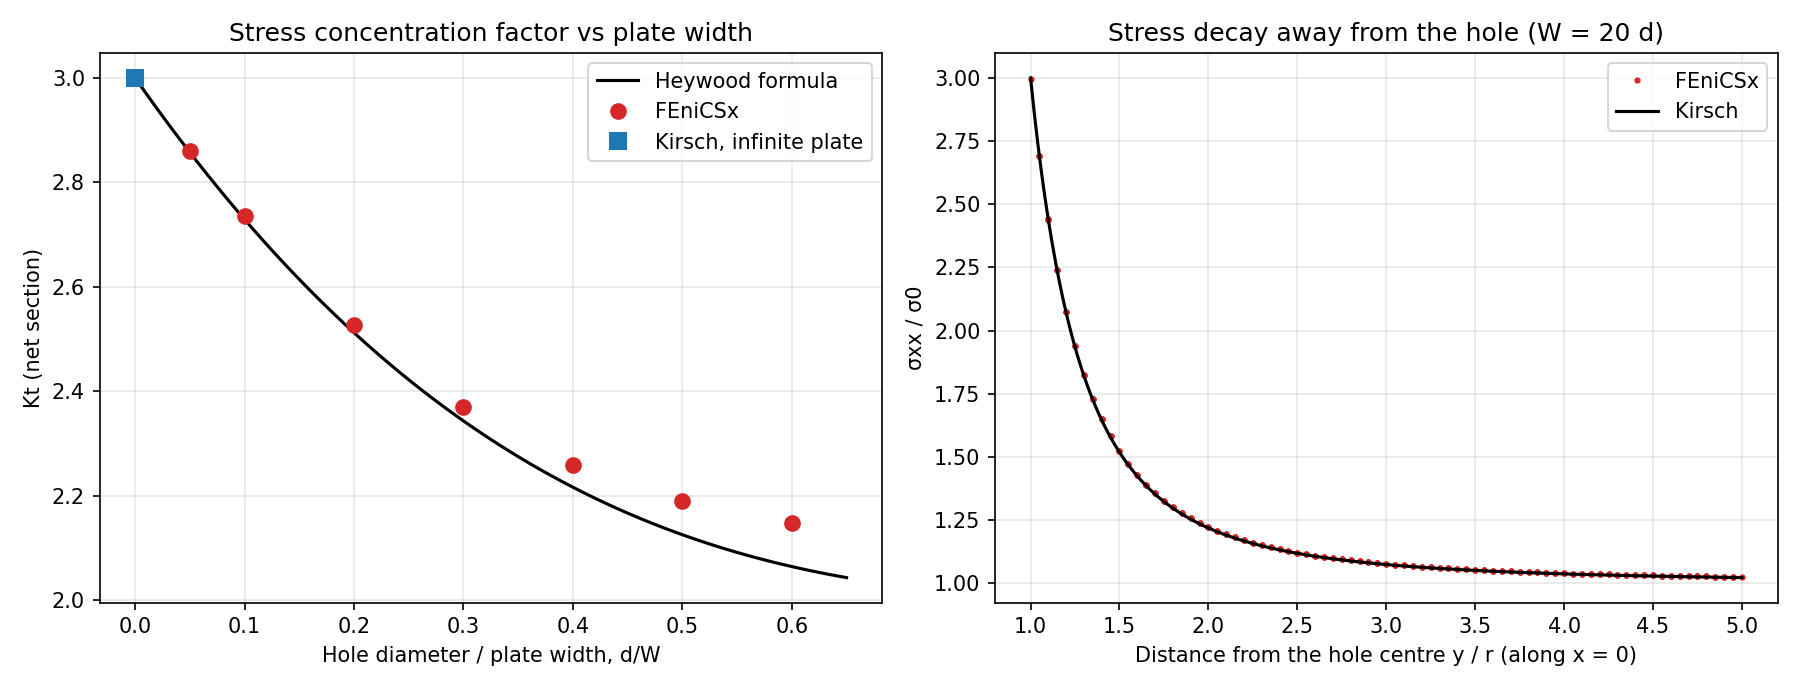 Stress concentration factor vs plate width
Kt (net section)
3.0
2.8
2.6
2.4
2.2
2.0
Heywood formula
FEniCSx
Kirsch, infinite plate
0.0 0.1 0.2 0.3 0.4 0.5 0.6
Hole diameter / plate width, d/W
Stress decay away from the hole (W = 20 d)
σxx / σ0
3.00
2.75
2.50
2.25
2.00
1.75
1.50
1.25
1.00
FEniCSx
Kirsch
1.0 1.5 2.0 2.5 3.0 3.5 4.0 4.5 5.0
Distance from the hole centre y / r (along x = 0)